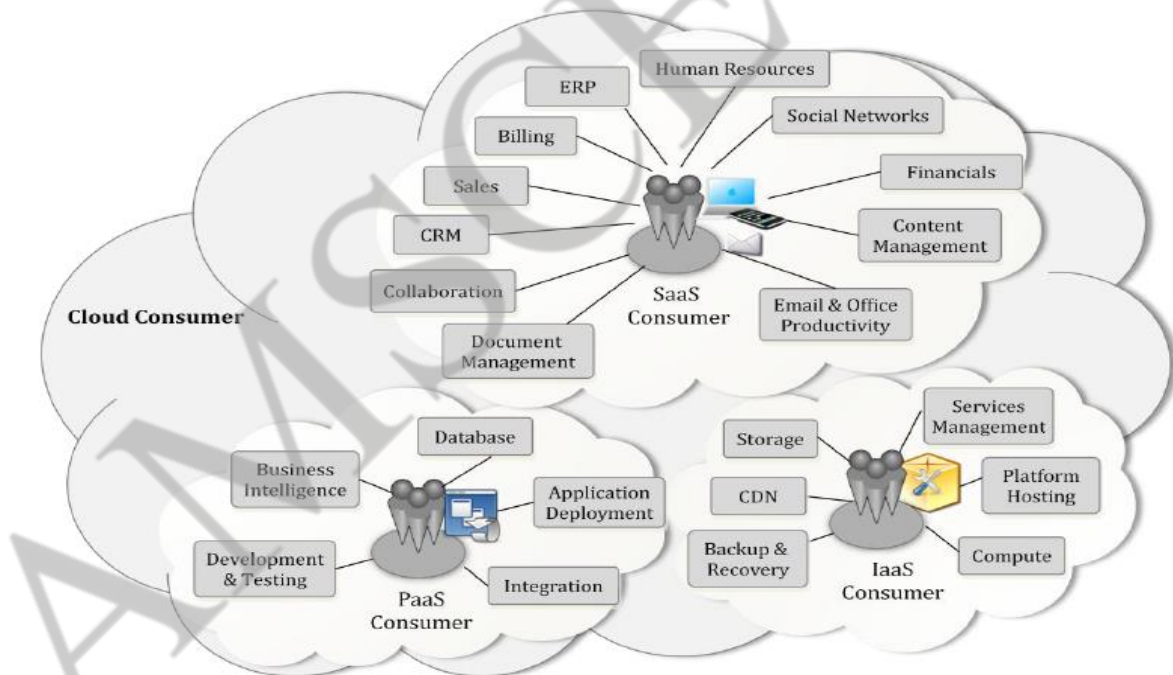 Human Resources
ERP
Social Networks
Billing
Financials
Sales
Content
Management
CRM
Collaboration
SaaS
Consumer
Email & Office
Productivity
Document
Management
Cloud Consumer
Database
Business
Intelligence
Application
Deployment
Development
& Testing
Integration
PaaS
Consumer
Services
Management
Storage
Platform
Hosting
CDN
Backup &
Recovery
Compute
IaaS
Consumer
AMSCE